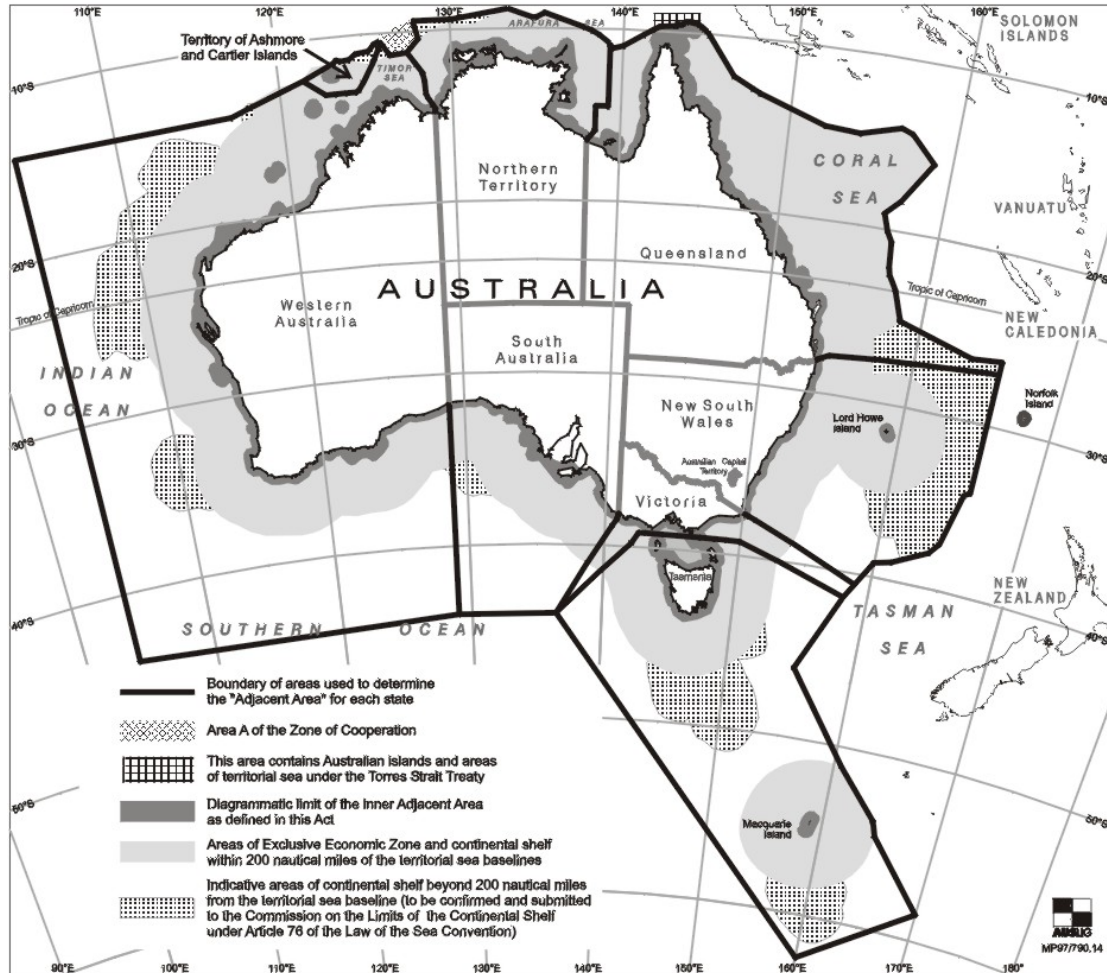 110°E
120°E
130°E
140°E
150°E
160°E
SOLOMON
ISLANDS
ARAFURA SEA
Territory of Ashmore
and Cartier Islands
TIMOR
SEA
10°S
10°S
CORAL
SEA
Northern
Territory
VANUATU
Queensland
20°S
20°S
AUSTRALIA
Tropic of Capricorn
Tropic of Capricorn
Western
Australia
NEW
CALEDONIA
South
Australia
INDIAN
OCEAN
Norfolk
Island
New South
Wales
Lord Howe
Island
30°S
30°S
Australian Capital
Territory
Victoria
Tasmania
NEW
ZEALAND
TASMAN
SEA
40°S
40°S
SOUTHERN OCEAN
Boundary of areas used to determine
the "Adjacent Area" for each state
Area A of the Zone of Cooperation
This area contains Australian islands and areas
of territorial sea under the Torres Strait Treaty
Diagrammatic limit of the Inner Adjacent Area
as defined in this Act
Areas of Exclusive Economic Zone and continental shelf
within 200 nautical miles of the territorial sea baselines
Indicative areas of continental shelf beyond 200 nautical miles
from the territorial sea baseline (to be confirmed and submitted
to the Commission on the Limits of the Continental Shelf
under Article 76 of the Law of the Sea Convention)
50°S
50°S
Macquarie
Island
MP97/790.14
90°E
100°E
110°E
120°E
130°E
140°E
150°E
160°E
170°E
180°